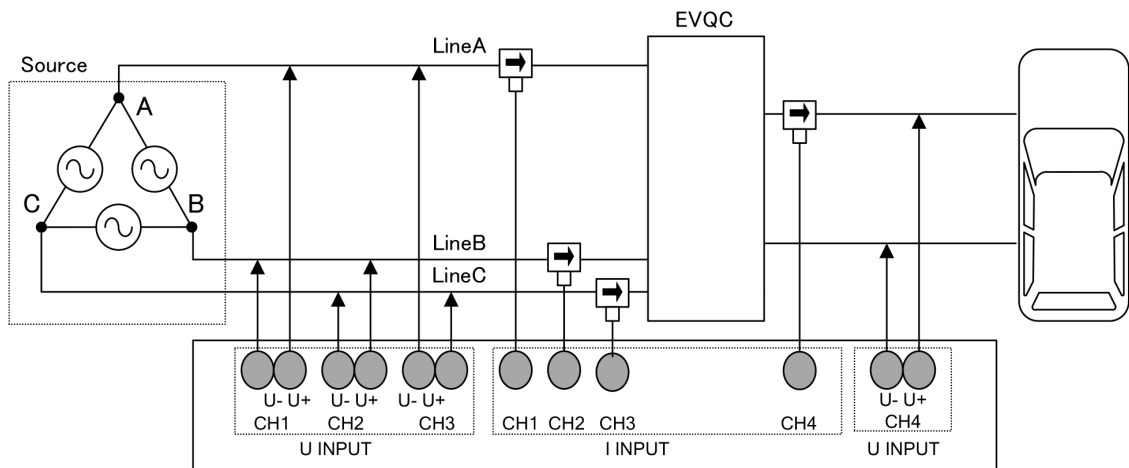 EVQC
LineA
Source
A
C
B
LineB
LineC
U- U+ U- U+ U- U+ U- U+
CH1 CH2 CH3 CH1 CH2 CH3 CH4 CH4
U INPUT I INPUT U INPUT